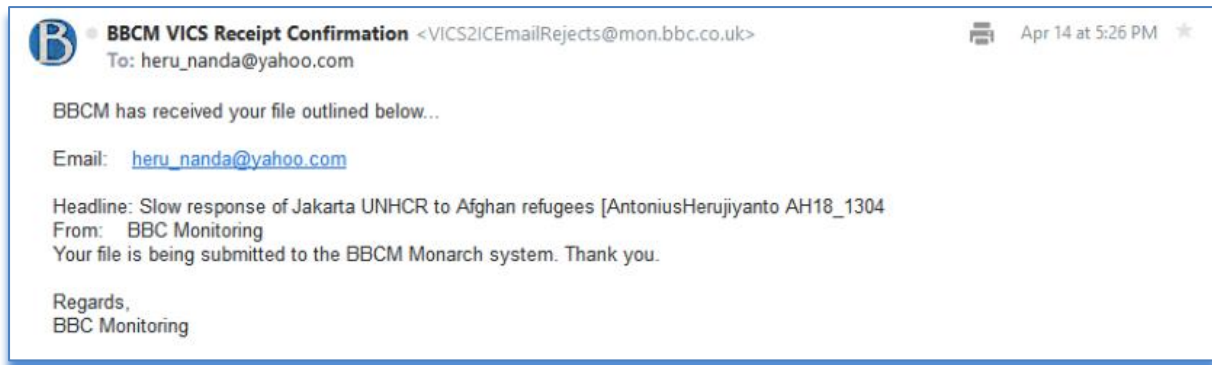 B
BBCM VICS Receipt Confirmation <VICS2ICEmailRejects@mon.bbc.co.uk> Apr 14 at 5:26 PM
To: heru_nanda@yahoo.com
BBCM has received your file outlined below...
Email: heru_nanda@yahoo.com
Headline: Slow response of Jakarta UNHCR to Afghan refugees [AntoniusHerujiyanto AH18_1304
From: BBC Monitoring
Your file is being submitted to the BBCM Monarch system. Thank you.
Regards,
BBC Monitoring